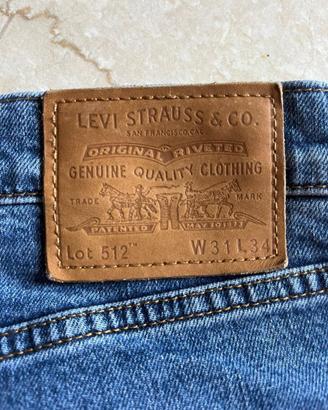 LEVI STRAUSS & CO.
SAN FRANCISCO, CAL
ORIGINAL RIVETED
GENUINE QUALITY CLOTHING
TRADE MARK
PATENTED MAY 20 1873
Lot 512™ W31 L34